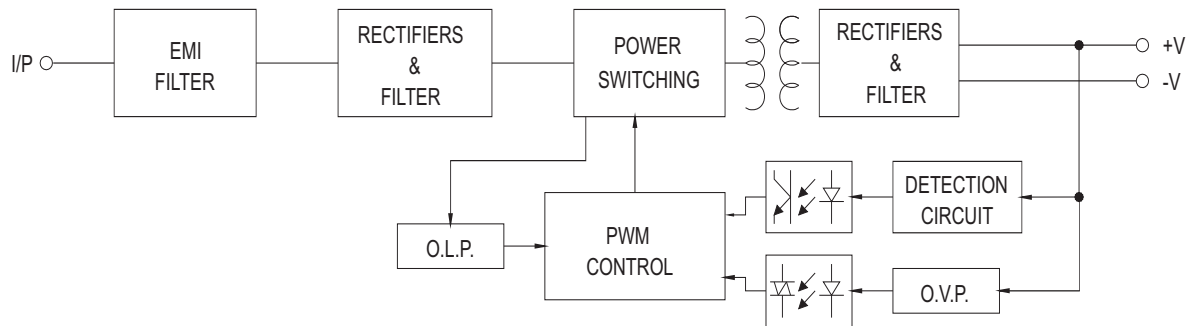 I/P
EMI
FILTER
RECTIFIERS
&
FILTER
POWER
SWITCHING
RECTIFIERS
&
FILTER
+V
-V
O.L.P.
PWM
CONTROL
DETECTION
CIRCUIT
O.V.P.